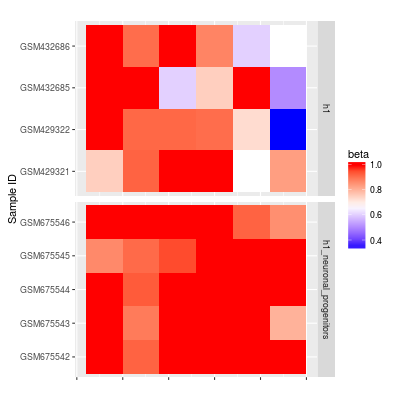 GSM432686
GSM432685
GSM429322
GSM429321
h1
GSM675546
GSM675545
GSM675544
GSM675543
GSM675542
h1_neuronal_progenitors
Sample ID
beta
1.0
0.8
0.6
0.4